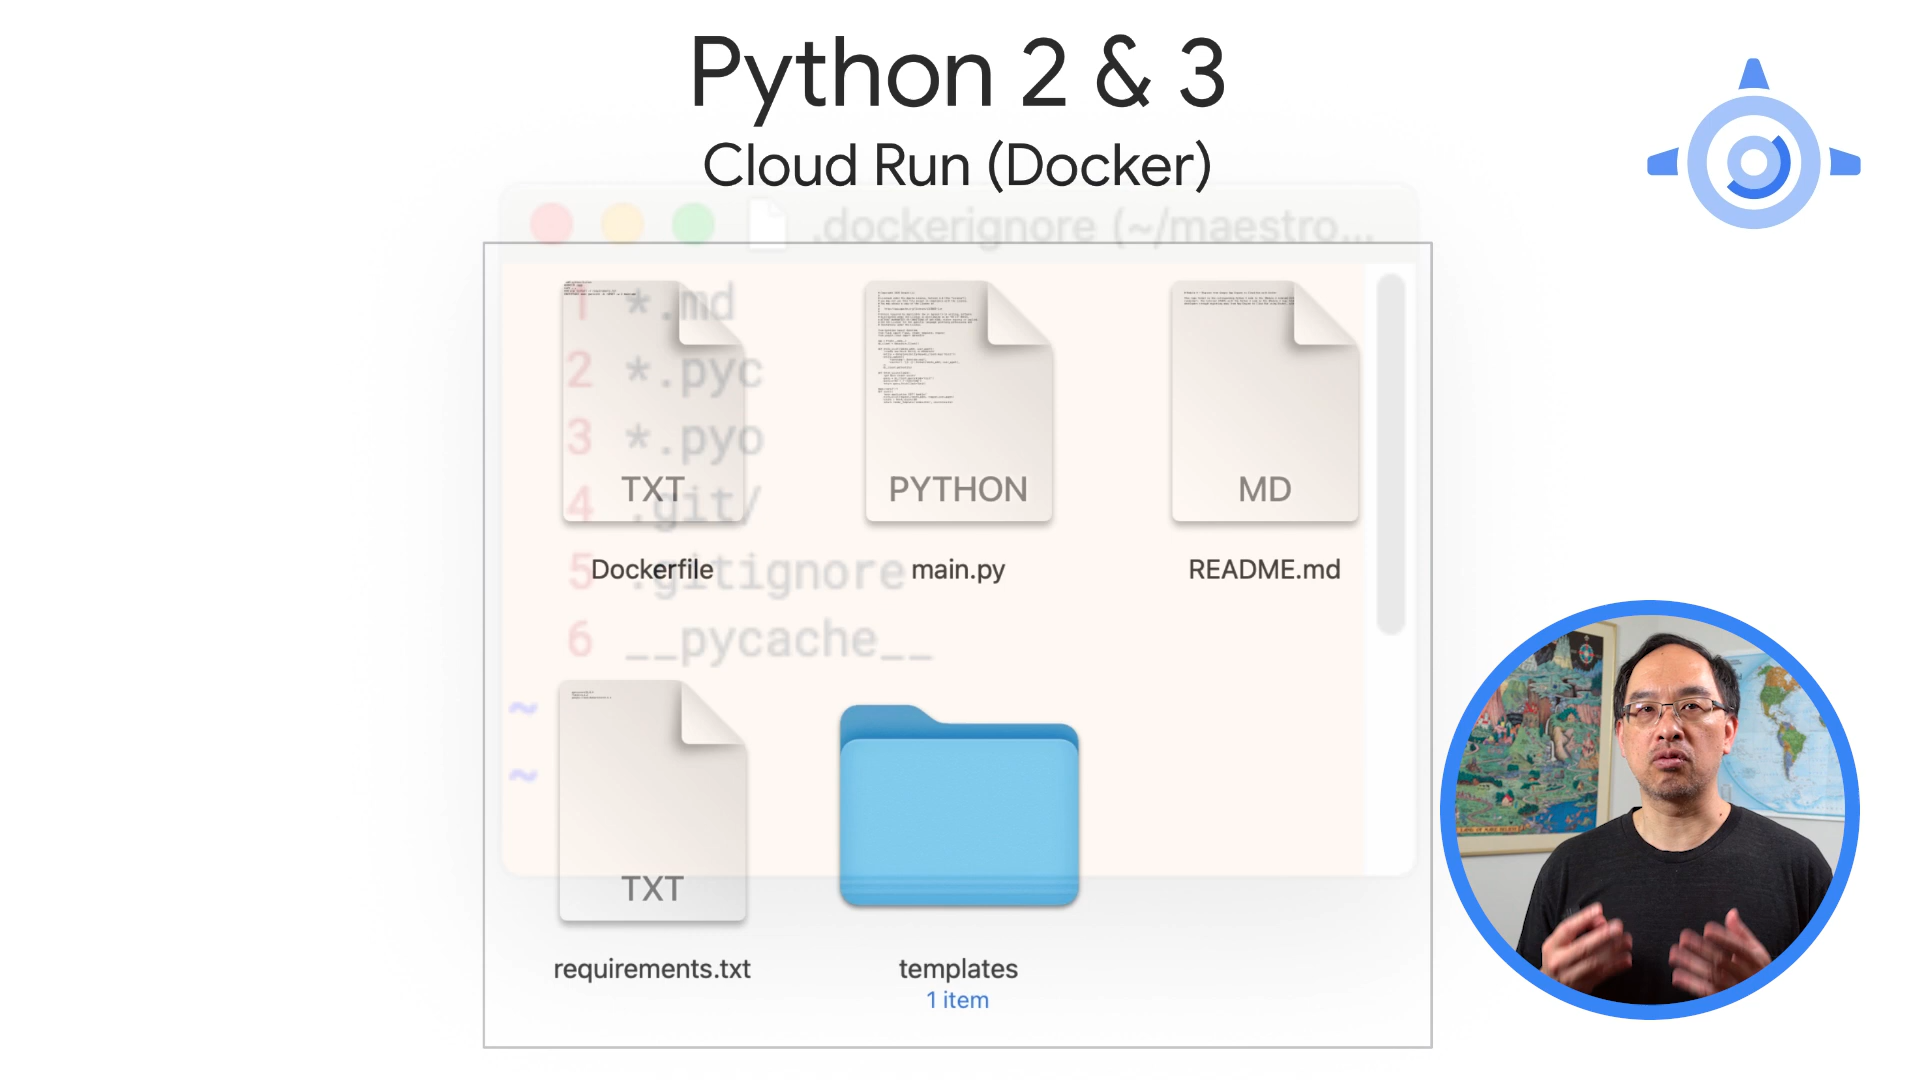 Python 2 & 3
Cloud Run (Docker)
.dockerignore (~/maestro...
1 *.md
2 *.pyc
3 *.pyo
4 .git/
5 .gitignore
6 __pycache__
~
~
TXT
PYTHON
MD
Dockerfile
main.py
README.md
TXT
requirements.txt
templates
1 item